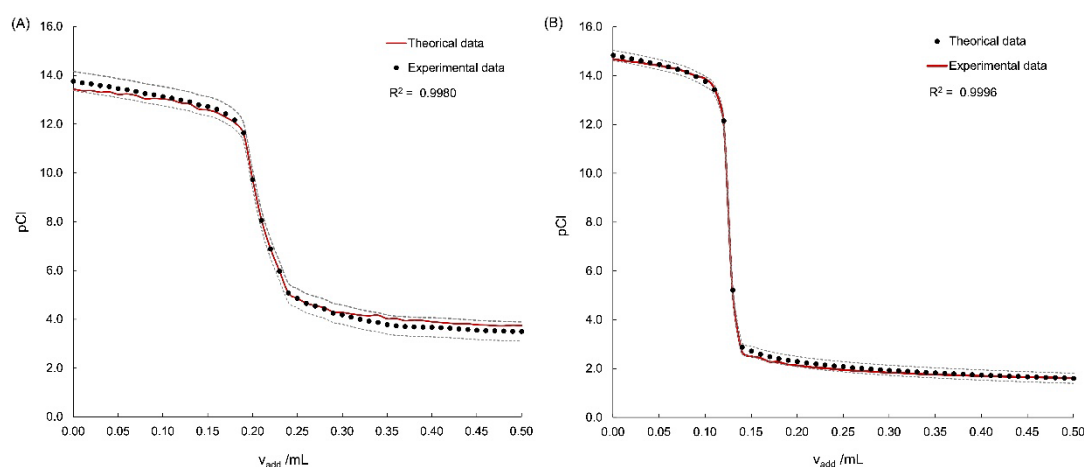 (A)
16.0
14.0
12.0
10.0
8.0
6.0
4.0
2.0
0.0
pCl
Theorical data
Experimental data
R² = 0.9980
0.00 0.05 0.10 0.15 0.20 0.25 0.30 0.35 0.40 0.45 0.50
vadd /mL
(B)
16.0
14.0
12.0
10.0
8.0
6.0
4.0
2.0
0.0
pCl
Theorical data
Experimental data
R² = 0.9996
0.00 0.05 0.10 0.15 0.20 0.25 0.30 0.35 0.40 0.45 0.50
vadd /mL